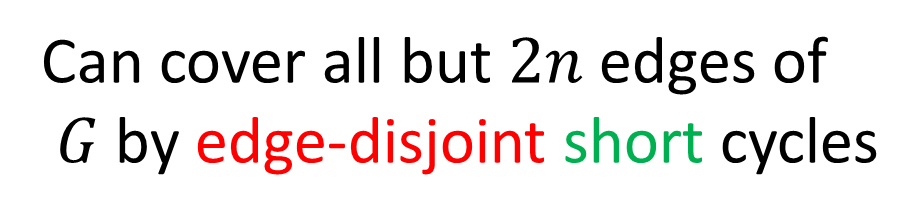 Can cover all but 2n edges of
G by edge-disjoint short cycles